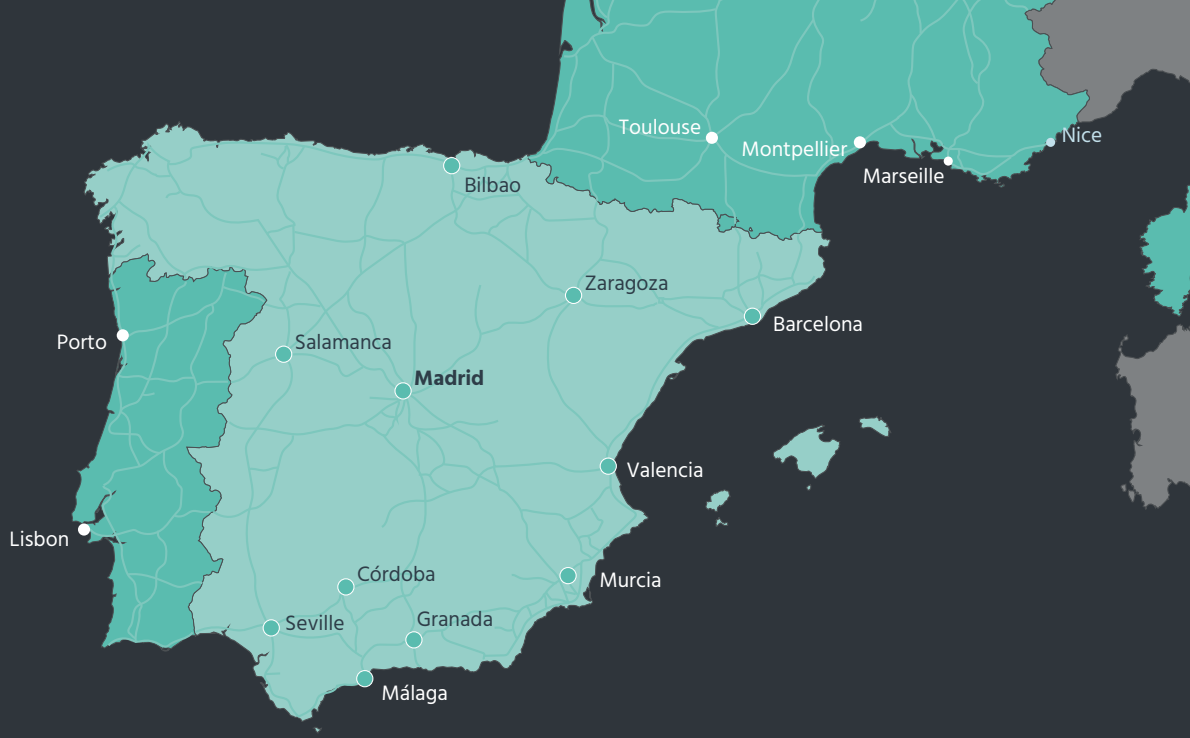 Toulouse
Montpellier
Nice
Marseille
Bilbao
Zaragoza
Barcelona
Porto
Salamanca
Madrid
Valencia
Lisbon
Córdoba
Murcia
Seville
Granada
Málaga